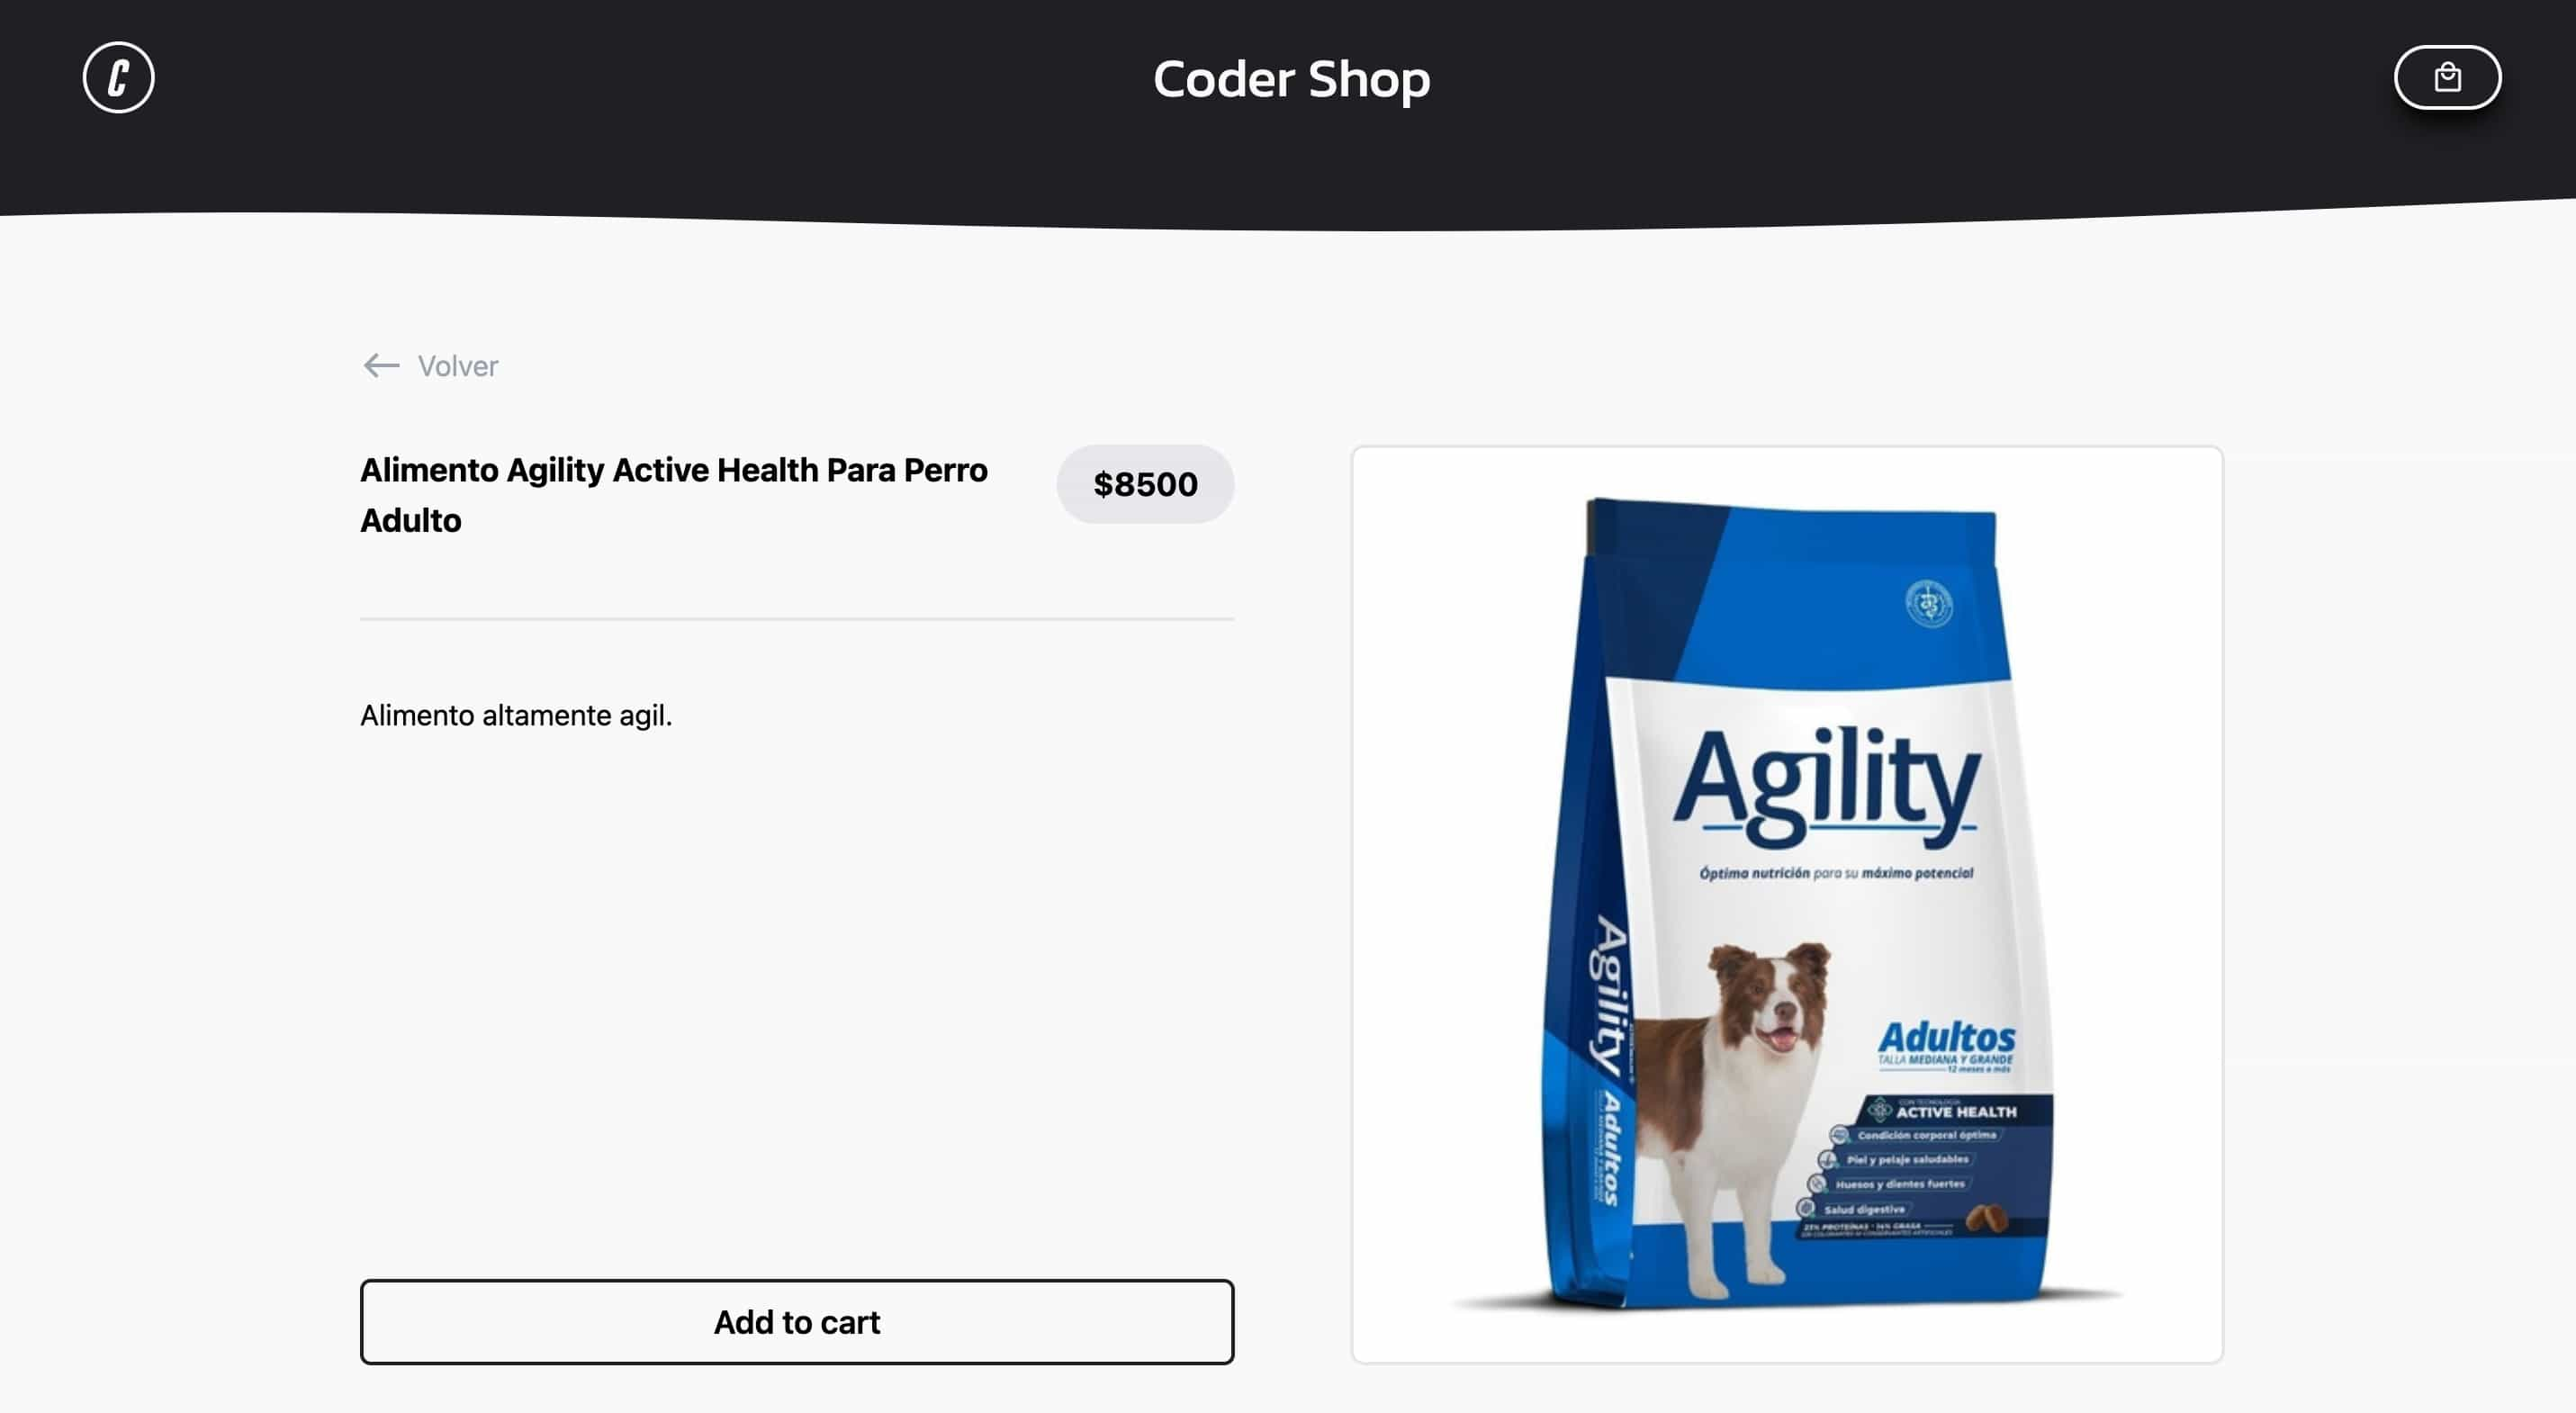 C
Coder Shop
Volver
Alimento Agility Active Health Para Perro
Adulto
$8500
Alimento altamente agil.
Add to cart
Agility
Óptima nutrición para su máximo potencial
Agility Adultos
Adultos
TALLA MEDIANA Y GRANDE
12 meses a más
CON TECNOLOGÍA
ACTIVE HEALTH
Condición corporal óptima
Piel y pelaje saludables
Huesos y dientes fuertes
Salud digestiva